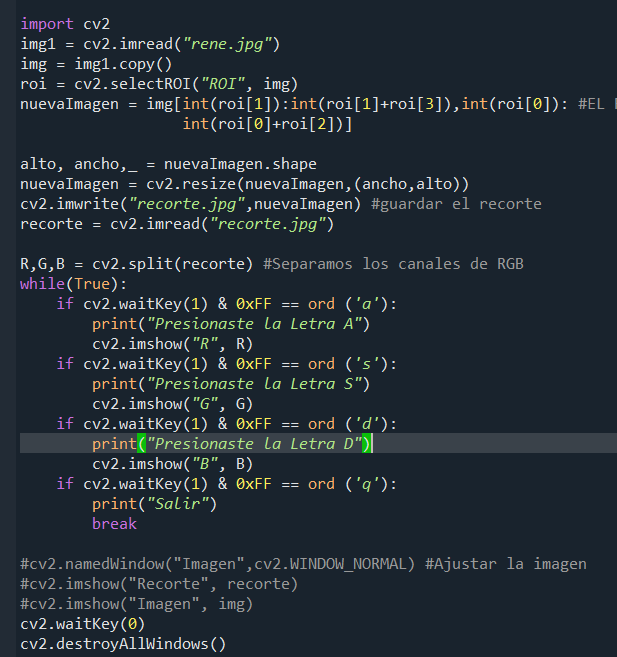 import cv2
img1 = cv2.imread("rene.jpg")
img = img1.copy()
roi = cv2.selectROI("ROI", img)
nuevaImagen = img[int(roi[1]):int(roi[1]+roi[3]),int(roi[0]): #EL
int(roi[0]+roi[2])]
alto, ancho,_ = nuevaImagen.shape
nuevaImagen = cv2.resize(nuevaImagen,(ancho,alto))
cv2.imwrite("recorte.jpg",nuevaImagen) #guardar el recorte
recorte = cv2.imread("recorte.jpg")
R,G,B = cv2.split(recorte) #Separamos los canales de RGB
while(True):
if cv2.waitKey(1) & 0xFF == ord ('a'):
print("Presionaste la Letra A")
cv2.imshow("R", R)
if cv2.waitKey(1) & 0xFF == ord ('s'):
print("Presionaste la Letra S")
cv2.imshow("G", G)
if cv2.waitKey(1) & 0xFF == ord ('d'):
print("Presionaste la Letra D")
cv2.imshow("B", B)
if cv2.waitKey(1) & 0xFF == ord ('q'):
print("Salir")
break
#cv2.namedWindow("Imagen",cv2.WINDOW_NORMAL) #Ajustar la imagen
#cv2.imshow("Recorte", recorte)
#cv2.imshow("Imagen", img)
cv2.waitKey(0)
cv2.destroyAllWindows()